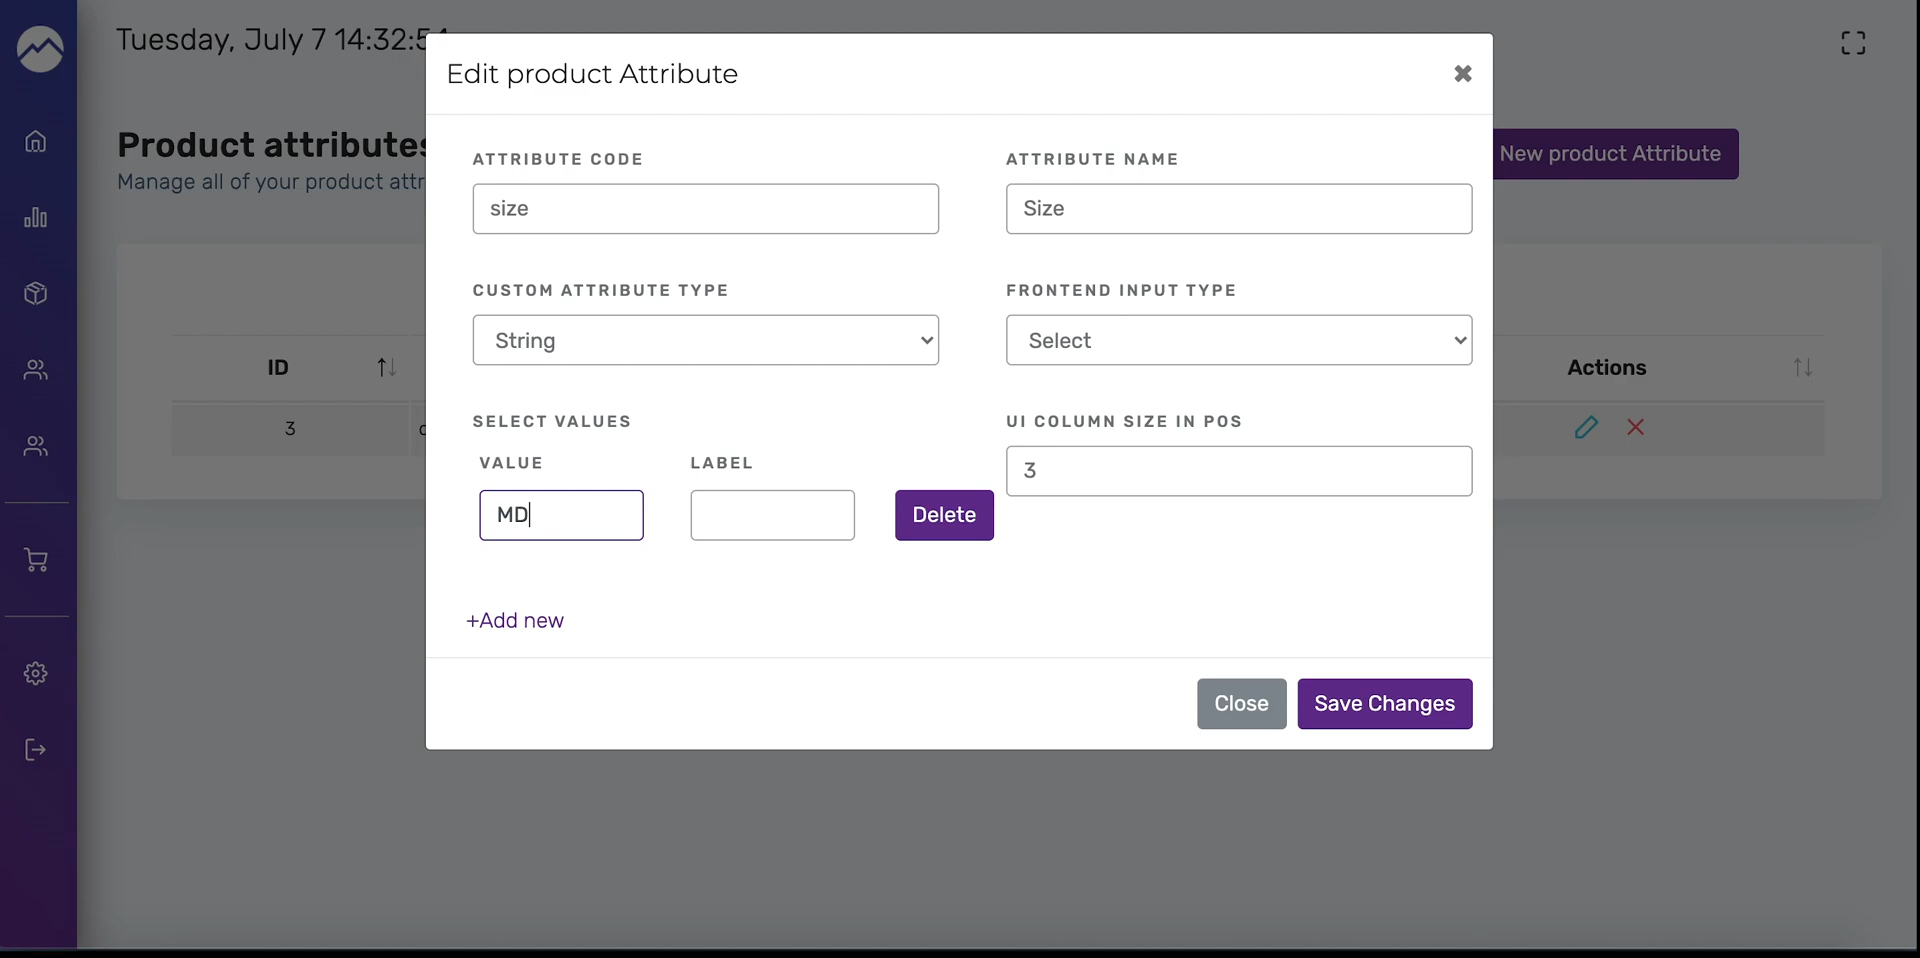 Tuesday, July 7 14:32:54
Edit product Attribute
Product attributes
Manage all of your product attr
New product Attribute
ATTRIBUTE CODE
ATTRIBUTE NAME
size
Size
CUSTOM ATTRIBUTE TYPE
FRONTEND INPUT TYPE
String
Select
ID
Actions
3
SELECT VALUES
UI COLUMN SIZE IN POS
VALUE
LABEL
3
MD
Delete
+Add new
Close
Save Changes